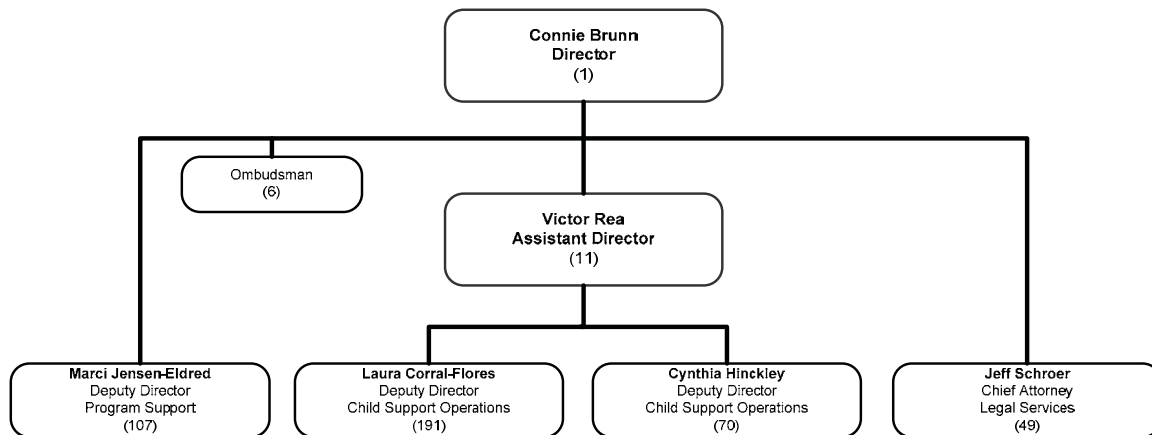 Connie Brunn
Director
(1)
Ombudsman
(6)
Victor Rea
Assistant Director
(11)
Marci Jensen-Eldred
Deputy Director
Program Support
(107)
Laura Corral-Flores
Deputy Director
Child Support Operations
(191)
Cynthia Hinckley
Deputy Director
Child Support Operations
(70)
Jeff Schroer
Chief Attorney
Legal Services
(49)